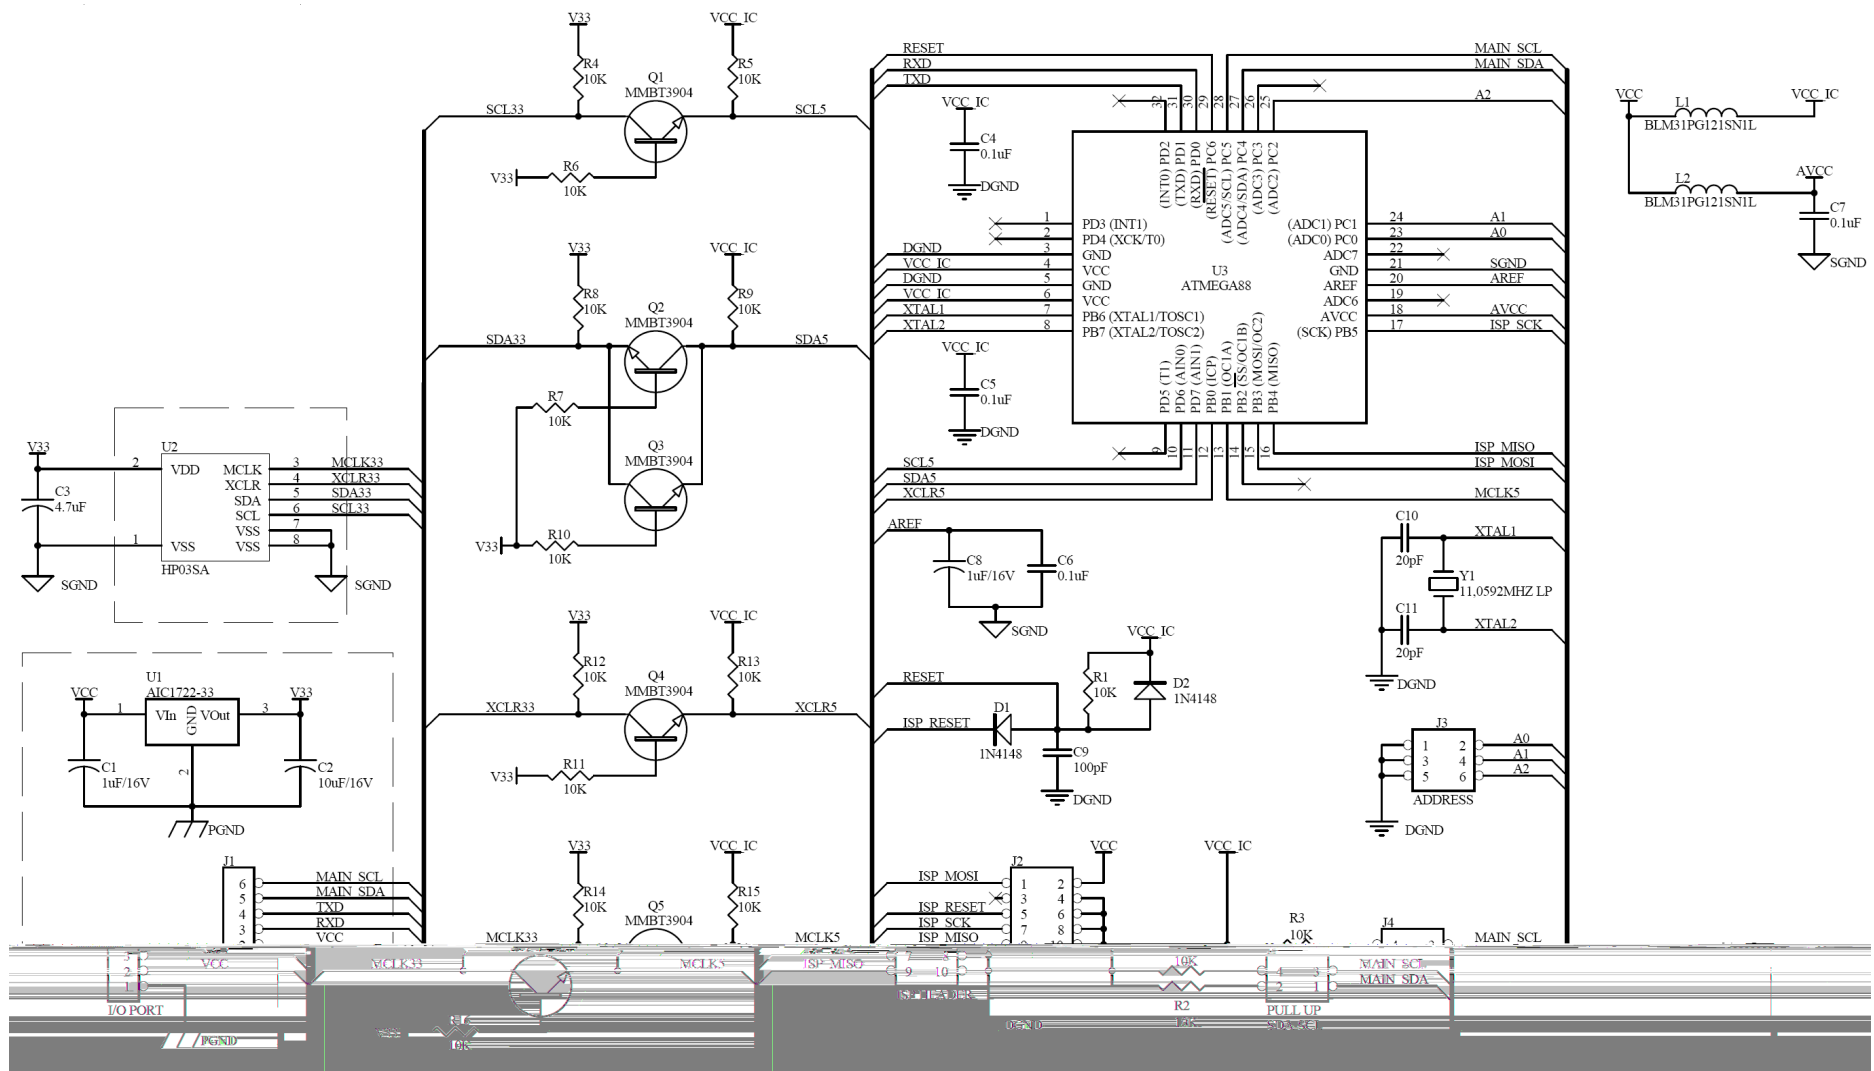 V33
VCC_IC
R4
10K
R5
10K
Q1
MMBT3904
SCL33
SCL5
R6
10K
V33
V33
VCC_IC
R8
10K
R9
10K
Q2
MMBT3904
SDA33
SDA5
R7
10K
Q3
MMBT3904
R10
10K
V33
V33
VCC_IC
R12
10K
R13
10K
Q4
MMBT3904
XCLR33
XCLR5
R11
10K
V33
V33
VCC_IC
R14
10K
R15
10K
Q5
MMBT3904
MCLK33
MCLK5
V33
C3
4.7uF
SGND
U2
2 VDD
1 VSS
MCLK 3 MCLK33
XCLR 4 XCLR33
SDA 5 SDA33
SCL 6 SCL33
VSS 7
VSS 8
HP03SA
SGND
U1
AIC1722-33
VCC
V33
1 VIn
GND
VOut 3
2
C1
1uF/16V
C2
10uF/16V
PGND
J1
6 MAIN_SCL
5 MAIN_SDA
4 TXD
3 RXD
VCC
RESET
RXD
TXD
VCC_IC
C4
0.1uF
DGND
MAIN_SCL
MAIN_SDA
A2
32 31 30 29 28 27 26 25
(INT0) PD2
(TXD) PD1
(RXD) PD0
(RESET) PC6
(ADC5/SCL) PC5
(ADC4/SDA) PC4
(ADC3) PC3
(ADC2) PC2
1 PD3 (INT1)
2 PD4 (XCK/T0)
DGND 3 GND
VCC_IC 4 VCC
DGND 5 GND
VCC_IC 6 VCC
XTAL1 7 PB6 (XTAL1/TOSC1)
XTAL2 8 PB7 (XTAL2/TOSC2)
U3
ATMEGA88
(ADC1) PC1 24 A1
(ADC0) PC0 23 A0
ADC7 22
GND 21 SGND
AREF 20 AREF
ADC6 19
AVCC 18 AVCC
(SCK) PB5 17 ISP_SCK
PD5 (T1)
PD6 (AIN0)
PD7 (AIN1)
PB0 (ICP)
PB1 (OC1A)
PB2 (SS/OC1B)
PB3 (MOSI/OC2)
PB4 (MISO)
9 10 11 12 13 14 15 16
VCC_IC
C5
0.1uF
DGND
SCL5
SDA5
XCLR5
ISP_MISO
ISP_MOSI
MCLK5
AREF
C8
1uF/16V
C6
0.1uF
SGND
VCC_IC
RESET
R1
10K
D2
1N4148
ISP_RESET
D1
1N4148
C9
100pF
DGND
C10
20pF
XTAL1
Y1
11,0592MHZ LP
C11
20pF
XTAL2
DGND
J3
1 2 A0
3 4 A1
5 6 A2
ADDRESS
DGND
VCC
L1
BLM31PG121SN1L
VCC_IC
L2
BLM31PG121SN1L
AVCC
C7
0.1uF
SGND
J2
VCC
VCC_IC
ISP_MOSI 1 2
3 4
ISP_RESET 5 6
ISP_SCK 7 8
ISP_MISO
R3
10K
J4
MAIN_SCL
VCC
MCLK33
MCLK5
ISP_MISO
9 10
10K
4 3
MAIN_SCL
2 1
MAIN_SDA
2
1
I/O PORT
R2
PULL UP
PGND